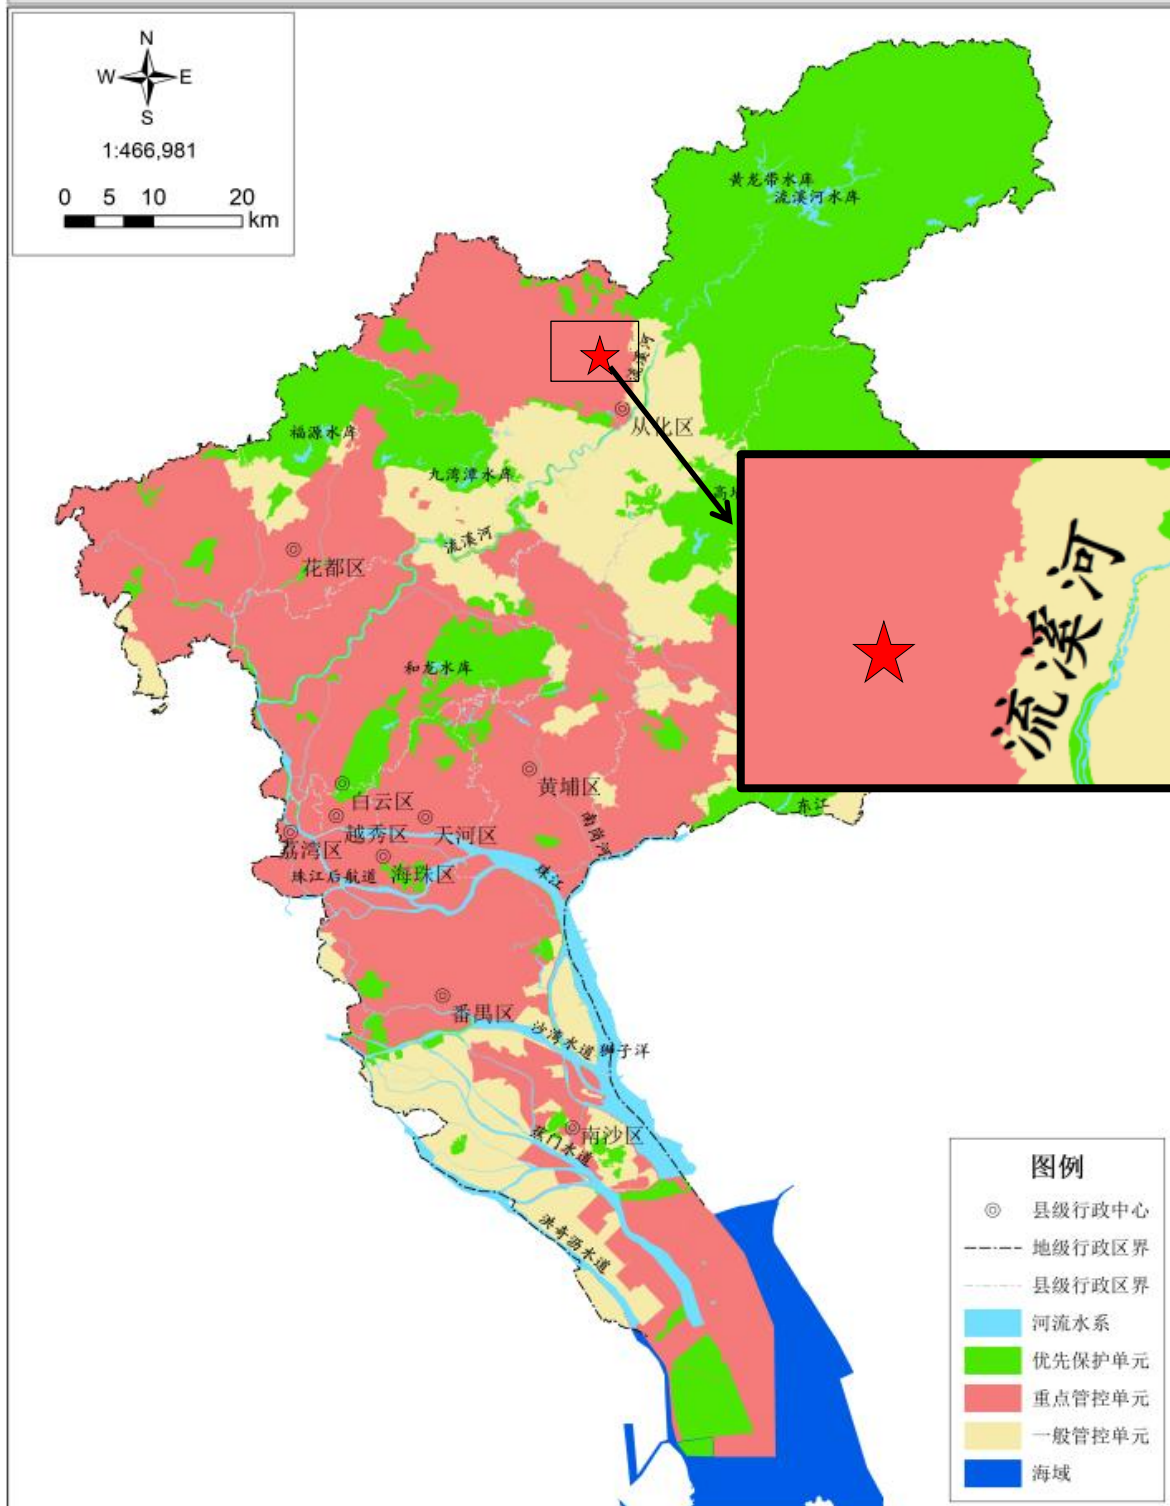 N
W E
S
1:466,981
0 5 10 20
km
黄龙带水库
流溪河水库
流溪河
从化区
福源水库
九湾潭水库
流溪河
花都区
流溪河
和龙水库
黄埔区
白云区
东江
越秀区
天河区
南岗河
荔湾区
珠江后航道
海珠区
珠江
番禺区
沙湾水道
狮子洋
南沙区
蕉门水道
洪奇沥水道
图例
县级行政中心
地级行政区界
县级行政区界
河流水系
优先保护单元
重点管控单元
一般管控单元
海域